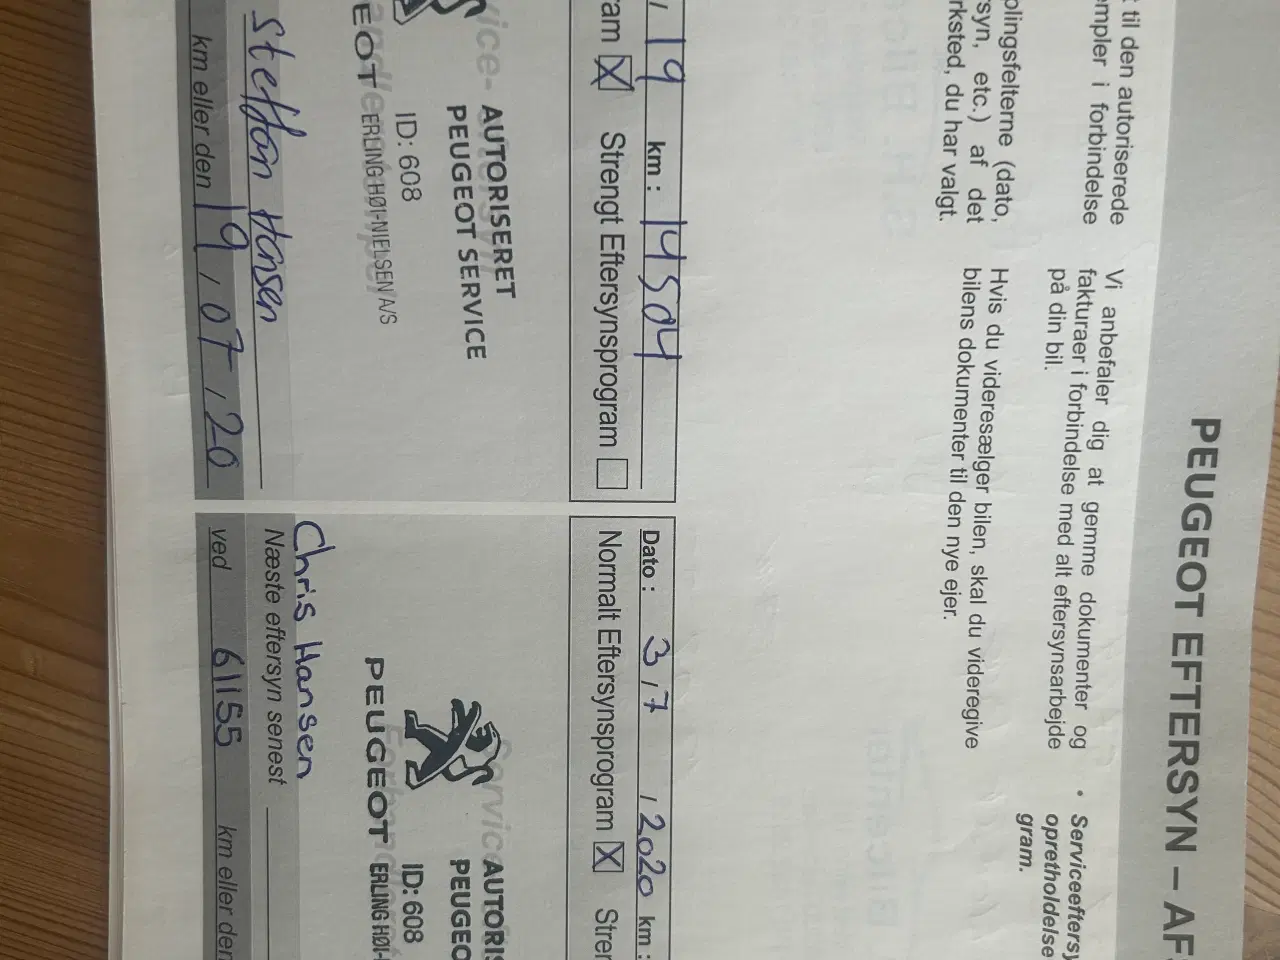 PEUGEOT EFTERSYN – AF
til den autoriserede
empler i forbindelse
olingsfelterne (dato,
syn, etc.) af det
rksted, du har valgt.
Vi anbefaler dig at gemme dokumenter og
fakturaer i forbindelse med alt eftersynsarbejde
på din bil.
Hvis du videresælger bilen, skal du videregive
bilens dokumenter til den nye ejer.
• Serviceeftersy
opretholdelse
gram.
19 km : 14504
ram X Strengt Eftersynsprogram
AUTORISERET
PEUGEOT SERVICE
ID: 608
EOT ERLING HØI-NIELSEN A/S
Steffan Hansen
km eller den 19 , 07 , 20
Dato : 3 , 7 , 2020 km :
Normalt Eftersynsprogram X Stren
Service
AUTORIS
PEUGEO
ID: 608
PEUGEOT ERLING HØI-
Chris Hansen
Næste eftersyn senest
ved 61155 km eller den